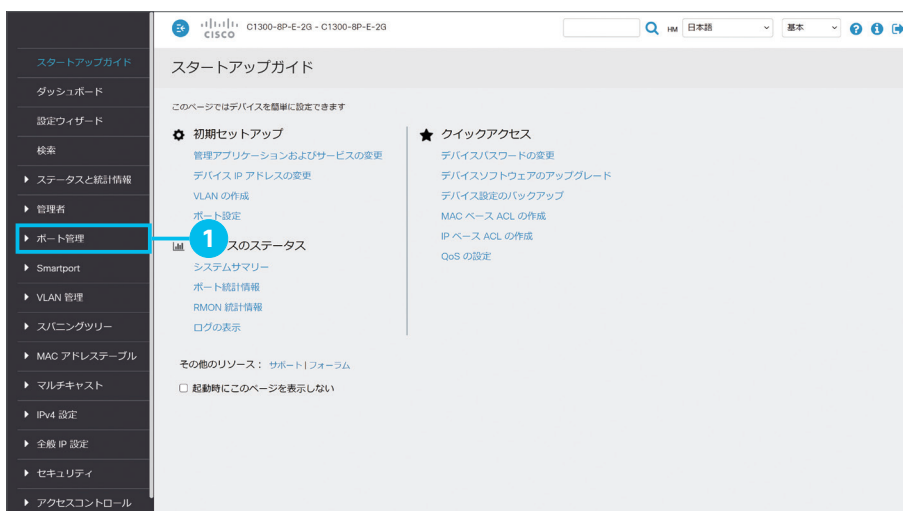 CISCO
C1300-8P-E-2G - C1300-8P-E-2G
HM
日本語
基本
スタートアップガイド
ダッシュボード
設定ウィザード
検索
ステータスと統計情報
管理者
ポート管理
Smartport
VLAN 管理
スパニングツリー
MAC アドレステーブル
マルチキャスト
IPv4 設定
全般 IP 設定
セキュリティ
アクセスコントロール
スタートアップガイド
このページではデバイスを簡単に設定できます
初期セットアップ
管理アプリケーションおよびサービスの変更
デバイス IP アドレスの変更
VLAN の作成
ポート設定
1
スのステータス
システムサマリー
ポート統計情報
RMON 統計情報
ログの表示
クイックアクセス
デバイスパスワードの変更
デバイスソフトウェアのアップグレード
デバイス設定のバックアップ
MAC ベース ACL の作成
IP ベース ACL の作成
QoS の設定
その他のリソース： サポート | フォーラム
起動時にこのページを表示しない